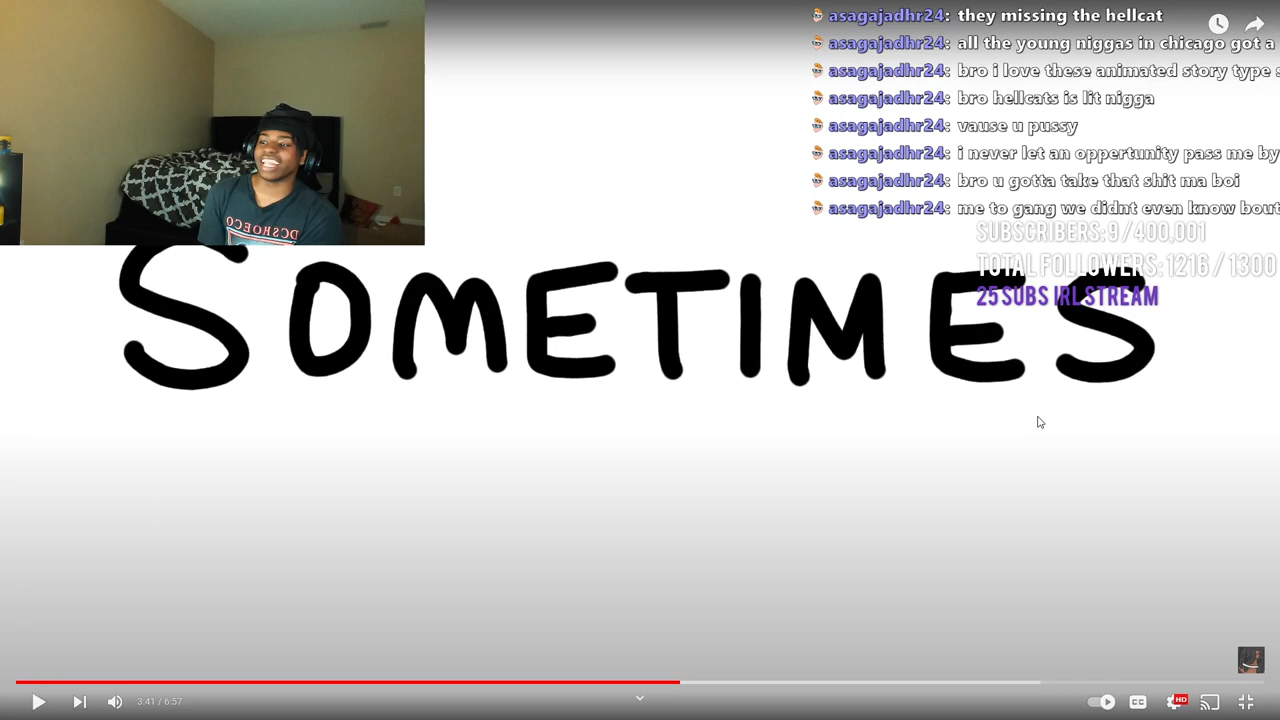 asagajadhr24: they missing the hellcat
asagajadhr24: all the young niggas in chicago got a
asagajadhr24: bro i love these animated story type s
asagajadhr24: bro hellcats is lit nigga
asagajadhr24: vause u pussy
asagajadhr24: i never let an oppertunity pass me by
asagajadhr24: bro u gotta take that shit ma boi
asagajadhr24: me to gang we didnt even know bout
SUBSCRIBERS: 9 / 400,001
TOTAL FOLLOWERS: 1216 / 1300
25 SUBS IRL STREAM
DCSHOECO
SOMETIMES
3:41 / 6:57
CC
HD